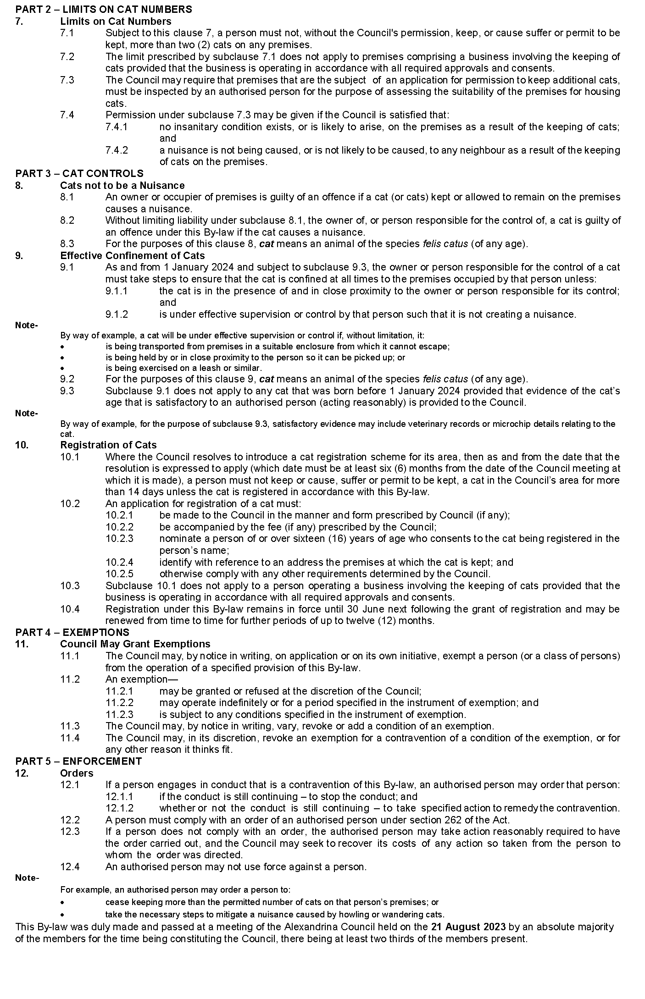 PART 2 – LIMITS ON CAT NUMBERS
7. Limits on Cat Numbers
7.1 Subject to this clause 7, a person must not, without the Council's permission, keep, or cause suffer or permit to be
kept, more than two (2) cats on any premises.
7.2 The limit prescribed by subclause 7.1 does not apply to premises comprising a business involving the keeping of
cats provided that the business is operating in accordance with all required approvals and consents.
7.3 The Council may require that premises that are the subject of an application for permission to keep additional cats,
must be inspected by an authorised person for the purpose of assessing the suitability of the premises for housing
cats.
7.4 Permission under subclause 7.3 may be given if the Council is satisfied that:
7.4.1 no insanitary condition exists, or is likely to arise, on the premises as a result of the keeping of cats;
and
7.4.2 a nuisance is not being caused, or is not likely to be caused, to any neighbour as a result of the keeping
of cats on the premises.
PART 3 – CAT CONTROLS
8. Cats not to be a Nuisance
8.1 An owner or occupier of premises is guilty of an offence if a cat (or cats) kept or allowed to remain on the premises
causes a nuisance.
8.2 Without limiting liability under subclause 8.1, the owner of, or person responsible for the control of, a cat is guilty of
an offence under this By-law if the cat causes a nuisance.
8.3 For the purposes of this clause 8, cat means an animal of the species felis catus (of any age).
9. Effective Confinement of Cats
9.1 As and from 1 January 2024 and subject to subclause 9.3, the owner or person responsible for the control of a cat
must take steps to ensure that the cat is confined at all times to the premises occupied by that person unless:
9.1.1 the cat is in the presence of and in close proximity to the owner or person responsible for its control;
and
9.1.2 is under effective supervision or control by that person such that it is not creating a nuisance.
Note-
By way of example, a cat will be under effective supervision or control if, without limitation, it:
• is being transported from premises in a suitable enclosure from which it cannot escape;
• is being held by or in close proximity to the person so it can be picked up; or
• is being exercised on a leash or similar.
9.2 For the purposes of this clause 9, cat means an animal of the species felis catus (of any age).
9.3 Subclause 9.1 does not apply to any cat that was born before 1 January 2024 provided that evidence of the cat’s
age that is satisfactory to an authorised person (acting reasonably) is provided to the Council.
Note-
By way of example, for the purpose of subclause 9.3, satisfactory evidence may include veterinary records or microchip details relating to the
cat.
10. Registration of Cats
10.1 Where the Council resolves to introduce a cat registration scheme for its area, then as and from the date that the
resolution is expressed to apply (which date must be at least six (6) months from the date of the Council meeting at
which it is made), a person must not keep or cause, suffer or permit to be kept, a cat in the Council’s area for more
than 14 days unless the cat is registered in accordance with this By-law.
10.2 An application for registration of a cat must:
10.2.1 be made to the Council in the manner and form prescribed by Council (if any);
10.2.2 be accompanied by the fee (if any) prescribed by the Council;
10.2.3 nominate a person of or over sixteen (16) years of age who consents to the cat being registered in the
person’s name;
10.2.4 identify with reference to an address the premises at which the cat is kept; and
10.2.5 otherwise comply with any other requirements determined by the Council.
10.3 Subclause 10.1 does not apply to a person operating a business involving the keeping of cats provided that the
business is operating in accordance with all required approvals and consents.
10.4 Registration under this By-law remains in force until 30 June next following the grant of registration and may be
renewed from time to time for further periods of up to twelve (12) months.
PART 4 – EXEMPTIONS
11. Council May Grant Exemptions
11.1 The Council may, by notice in writing, on application or on its own initiative, exempt a person (or a class of persons)
from the operation of a specified provision of this By-law.
11.2 An exemption—
11.2.1 may be granted or refused at the discretion of the Council;
11.2.2 may operate indefinitely or for a period specified in the instrument of exemption; and
11.2.3 is subject to any conditions specified in the instrument of exemption.
11.3 The Council may, by notice in writing, vary, revoke or add a condition of an exemption.
11.4 The Council may, in its discretion, revoke an exemption for a contravention of a condition of the exemption, or for
any other reason it thinks fit.
PART 5 – ENFORCEMENT
12. Orders
12.1 If a person engages in conduct that is a contravention of this By-law, an authorised person may order that person:
12.1.1 if the conduct is still continuing – to stop the conduct; and
12.1.2 whether or not the conduct is still continuing – to take specified action to remedy the contravention.
12.2 A person must comply with an order of an authorised person under section 262 of the Act.
12.3 If a person does not comply with an order, the authorised person may take action reasonably required to have
the order carried out, and the Council may seek to recover its costs of any action so taken from the person to
whom the order was directed.
12.4 An authorised person may not use force against a person.
Note-
For example, an authorised person may order a person to:
• cease keeping more than the permitted number of cats on that person’s premises; or
• take the necessary steps to mitigate a nuisance caused by howling or wandering cats.
This By-law was duly made and passed at a meeting of the Alexandrina Council held on the 21 August 2023 by an absolute majority
of the members for the time being constituting the Council, there being at least two thirds of the members present.